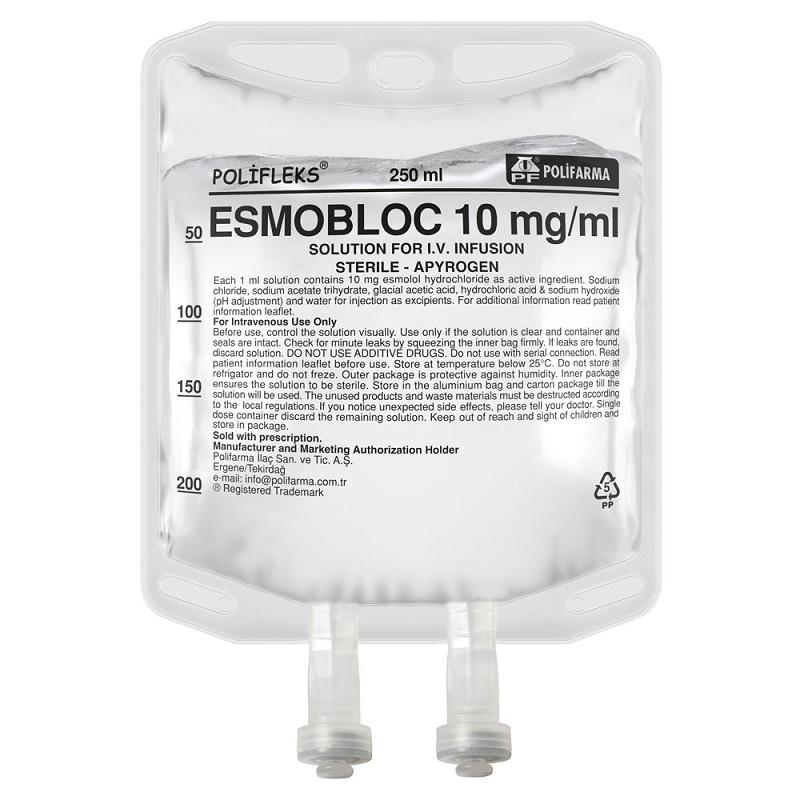 POLİFLEKS® 250 ml PF® POLİFARMA
ESMOBLOC 10 mg/ml
SOLUTION FOR I.V. INFUSION
STERILE - APYROGEN
Each 1 ml solution contains 10 mg esmolol hydrochloride as active ingredient. Sodium
chloride, sodium acetate trihydrate, glacial acetic acid, hydrochloric acid & sodium hydroxide
(pH adjustment) and water for injection as excipients. For additional information read patient
information leaflet.
For Intravenous Use Only
Before use, control the solution visually. Use only if the solution is clear and container and
seals are intact. Check for minute leaks by squeezing the inner bag firmly. If leaks are found,
discard solution. DO NOT USE ADDITIVE DRUGS. Do not use with serial connection. Read
patient information leaflet before use. Store at temperature below 25°C. Do not store at
refrigator and do not freeze. Outer package is protective against humidity. Inner package
ensures the solution to be sterile. Store in the aluminium bag and carton package till the
solution will be used. The unused products and waste materials must be destructed according
to the local regulations. If you notice unexpected side effects, please tell your doctor. Single
dose container discard the remaining solution. Keep out of reach and sight of children and
store in package.
Sold with prescription.
Manufacturer and Marketing Authorization Holder
Polifarma İlaç San. ve Tic. A.Ş.
Ergene/Tekirdağ
e-mail: info@polifarma.com.tr
® Registered Trademark
50
100
150
200
5
PP